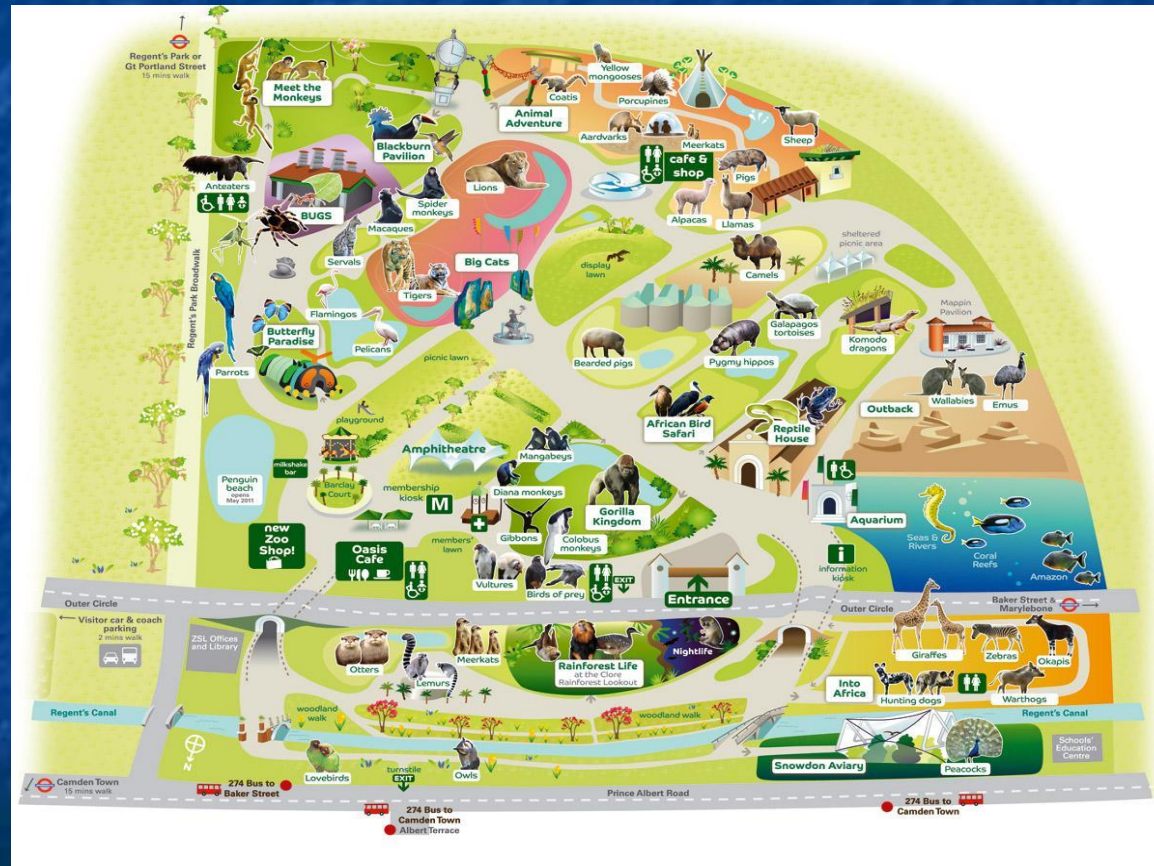 Regent's Park or
Gt Portland Street
15 mins walk
Meet the
Monkeys
Yellow
mongooses
Coatis
Porcupines
Animal
Adventure
Aardvarks
Meerkats
Sheep
Blackburn
Pavilion
cafe &
shop
Pigs
Anteaters
Lions
Spider
monkeys
Alpacas
Llamas
BUGS
Macaques
Servals
Big Cats
display
lawn
Camels
sheltered
picnic area
Tigers
Regent's Park Broadwalk
Flamingos
Butterfly
Paradise
Pelicans
Galapagos
tortoises
Mappin
Pavilion
Komodo
dragons
Parrots
picnic lawn
Bearded pigs
Pygmy hippos
Wallabies
Emus
Outback
playground
African Bird
Safari
Reptile
House
Amphitheatre
Mangabeys
milkshake
bar
Penguin
beach
opens
May 2011
Barclay
Court
membership
kiosk
M
Diana monkeys
Gorilla
Kingdom
Aquarium
new
Zoo
Shop!
Gibbons
Colobus
monkeys
Seas &
Rivers
Coral
Reefs
Oasis
Cafe
members'
lawn
i
information
kiosk
Vultures
Birds of prey
EXIT
Entrance
Amazon
Outer Circle
Outer Circle
Baker Street &
Marylebone
Visitor car & coach
parking
2 mins walk
ZSL Offices
and Library
Otters
Meerkats
Lemurs
Rainforest Life
at the Clore
Rainforest Lookout
Nightlife
Giraffes
Zebras
Okapis
Into
Africa
Hunting dogs
Warthogs
Regent's Canal
woodland
walk
woodland walk
Regent's Canal
N
Lovebirds
turnstile
EXIT
Owls
Snowdon Aviary
Peacocks
Schools'
Education
Centre
Camden Town
15 mins walk
274 Bus to
Baker Street
Prince Albert Road
274 Bus to
Camden Town
Albert Terrace
274 Bus to
Camden Town